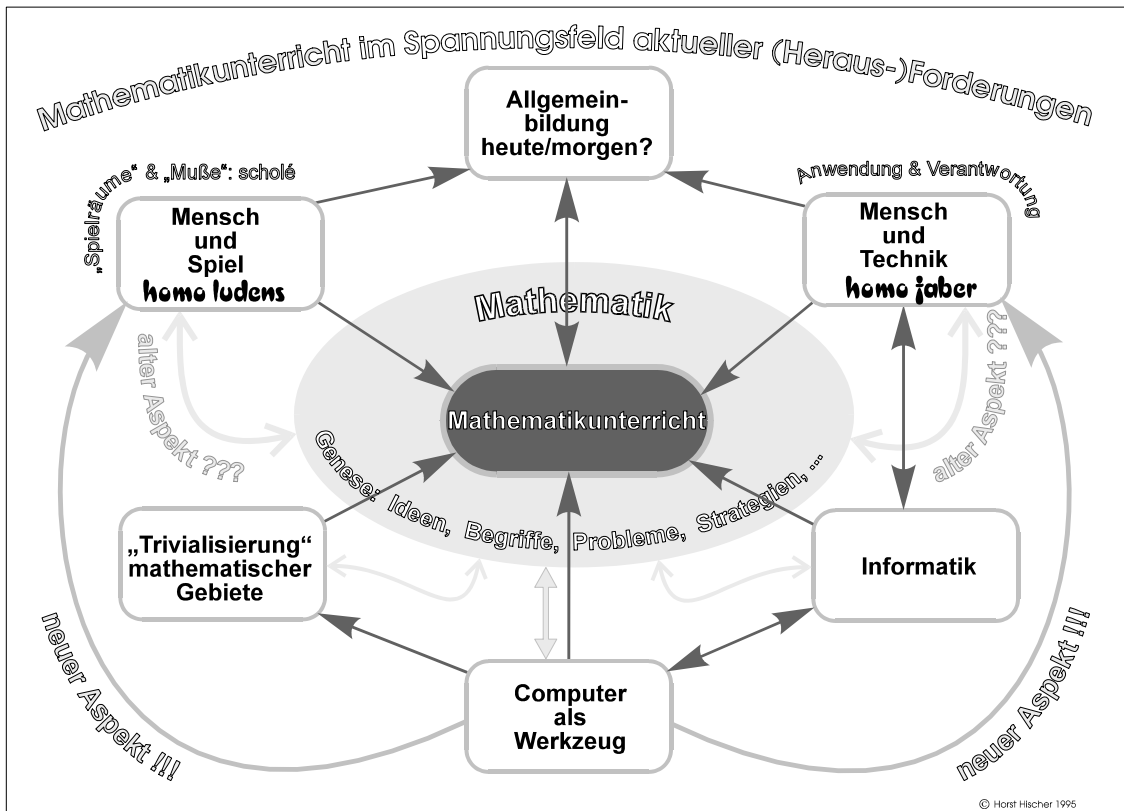 Mathematikunterricht im Spannungsfeld aktueller (Heraus-)Forderungen
Allgemein-
bildung
heute/morgen?
„Spielräume“ & „Muße“: scholé
Mensch
und
Spiel
homo ludens
Anwendung & Verantwortung
Mensch
und
Technik
homo faber
Mathematik
alter Aspekt ???
alter Aspekt ???
Mathematikunterricht
Genese: Ideen, Begriffe, Probleme, Strategien, ...
„Trivialisierung“
mathematischer
Gebiete
Informatik
neuer Aspekt !!!
neuer Aspekt !!!
Computer
als
Werkzeug
© Horst Hischer 1995